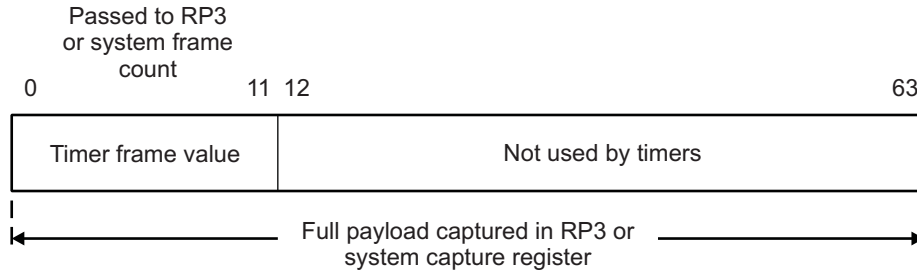 Passed to RP3
or system frame
count
0 11 12 63
Timer frame value Not used by timers
Full payload captured in RP3 or
system capture register